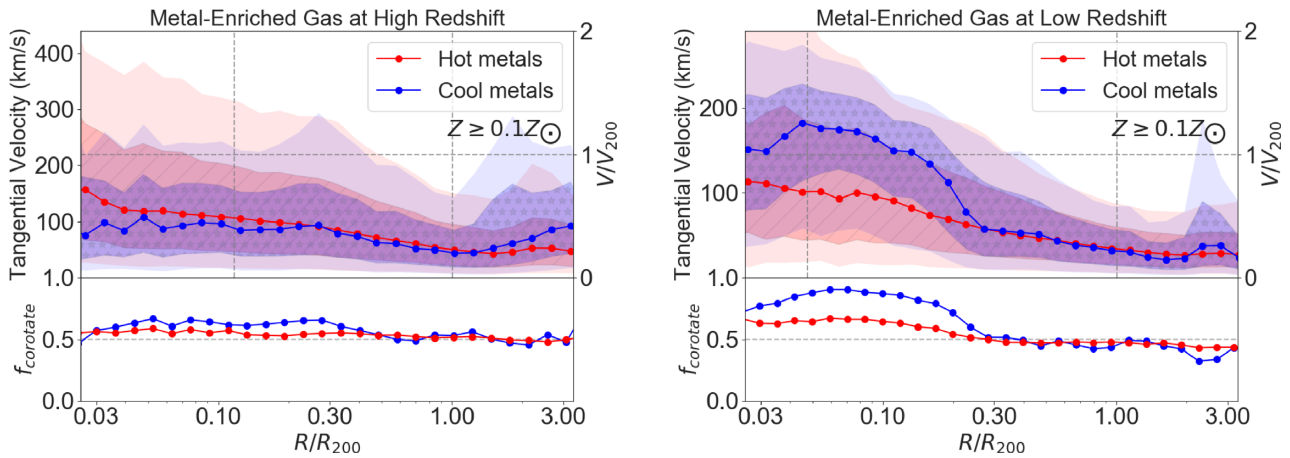 Metal-Enriched Gas at High Redshift
Tangential Velocity (km/s)
400
300
200
100
1.0
Hot metals
Cool metals
Z ≥ 0.1Z⊙
2
1
0
V/V200
fcorotate
0.5
0.0
0.03 0.10 0.30 1.00 3.00
R/R200
Metal-Enriched Gas at Low Redshift
Tangential Velocity (km/s)
200
100
1.0
Hot metals
Cool metals
Z ≥ 0.1Z⊙
2
1
0
V/V200
fcorotate
0.5
0.0
0.03 0.10 0.30 1.00 3.00
R/R200